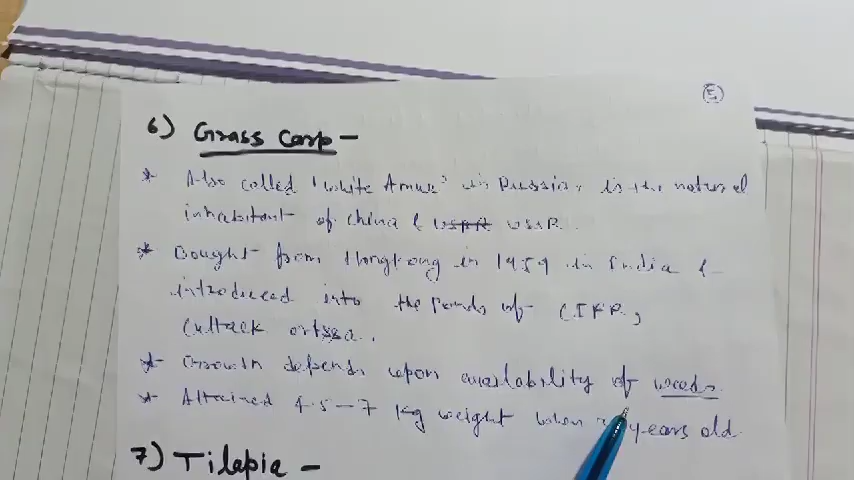 5
6) Grass Carp -
* Also called 'White Amur' in Russia, is the natural
inhabitant of China & USSR.
* Bought from Hongkong in 1959 in India &
introduced into the Ponds of CIFR,
Cuttack orissa.
* Growth depends upon availability of weeds
* Attained 4.5-7 kg weight when years old
7) Tilapia -